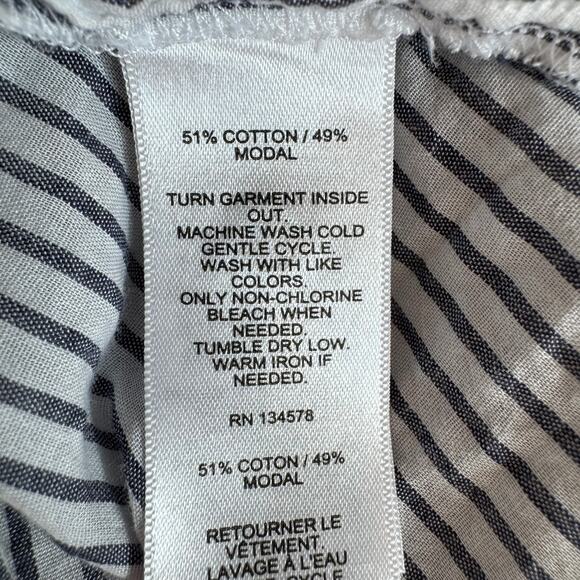 51% COTTON / 49%
MODAL
TURN GARMENT INSIDE
OUT.
MACHINE WASH COLD
GENTLE CYCLE.
WASH WITH LIKE
COLORS.
ONLY NON-CHLORINE
BLEACH WHEN
NEEDED.
TUMBLE DRY LOW.
WARM IRON IF
NEEDED.
RN 134578
51% COTON / 49%
MODAL
RETOURNER LE
VÊTEMENT
LAVAGE À L'EAU
CYCLE